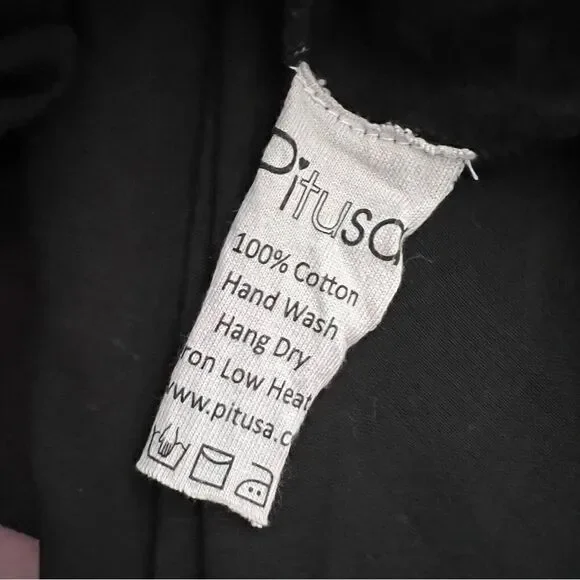 Pitusa
100% Cotton
Hand Wash
Hang Dry
ron Low Heat
www.pitusa.c